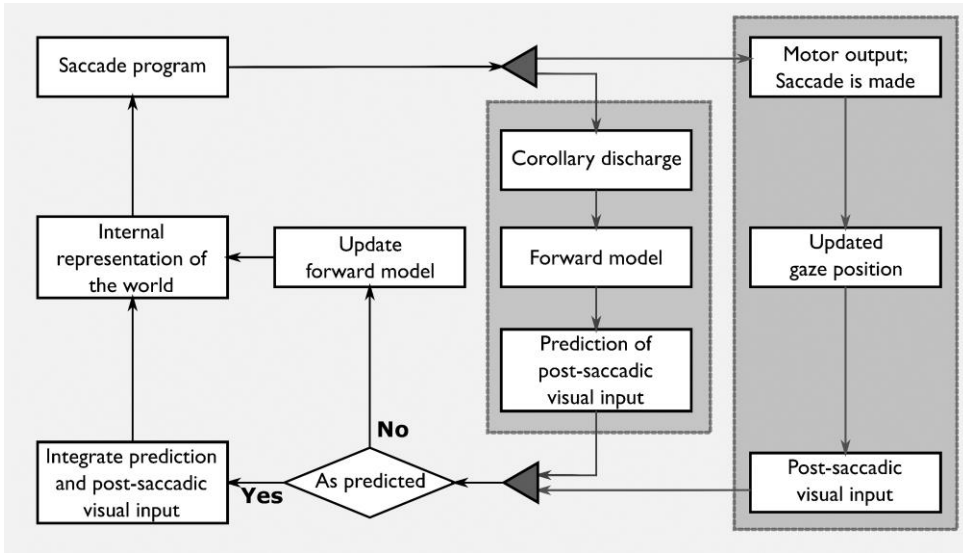 Saccade program
Motor output;
Saccade is made
Corollary discharge
Internal
representation of
the world
Update
forward model
Forward model
Updated
gaze position
Prediction of
post-saccadic
visual input
No
Integrate prediction
and post-saccadic
visual input
Yes
As predicted
Post-saccadic
visual input